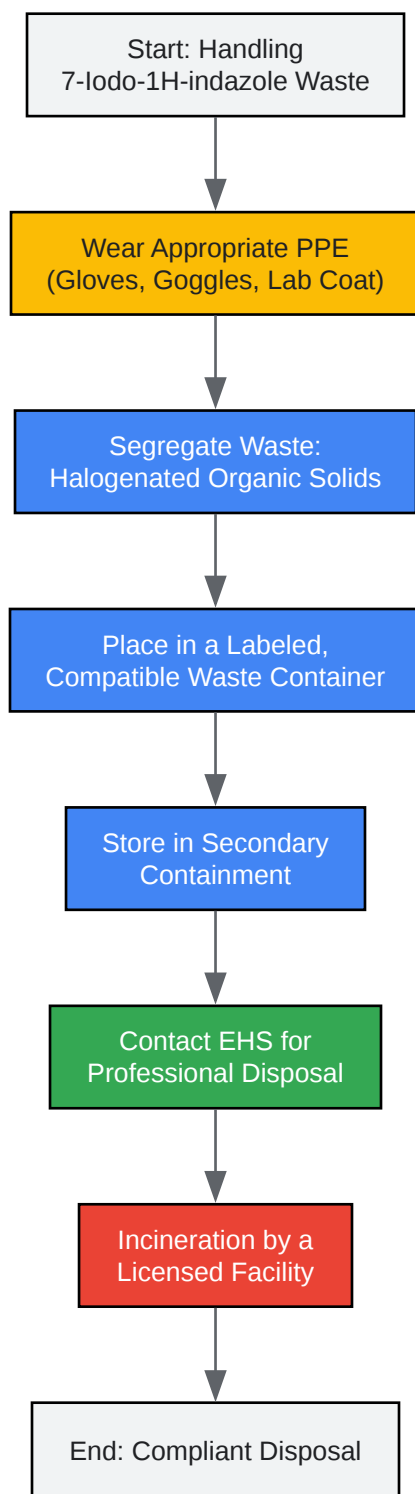 Start: Handling
7-Iodo-1H-indazole Waste
Wear Appropriate PPE
(Gloves, Goggles, Lab Coat)
Segregate Waste:
Halogenated Organic Solids
Place in a Labeled,
Compatible Waste Container
Store in Secondary
Containment
Contact EHS for
Professional Disposal
Incineration by a
Licensed Facility
End: Compliant Disposal